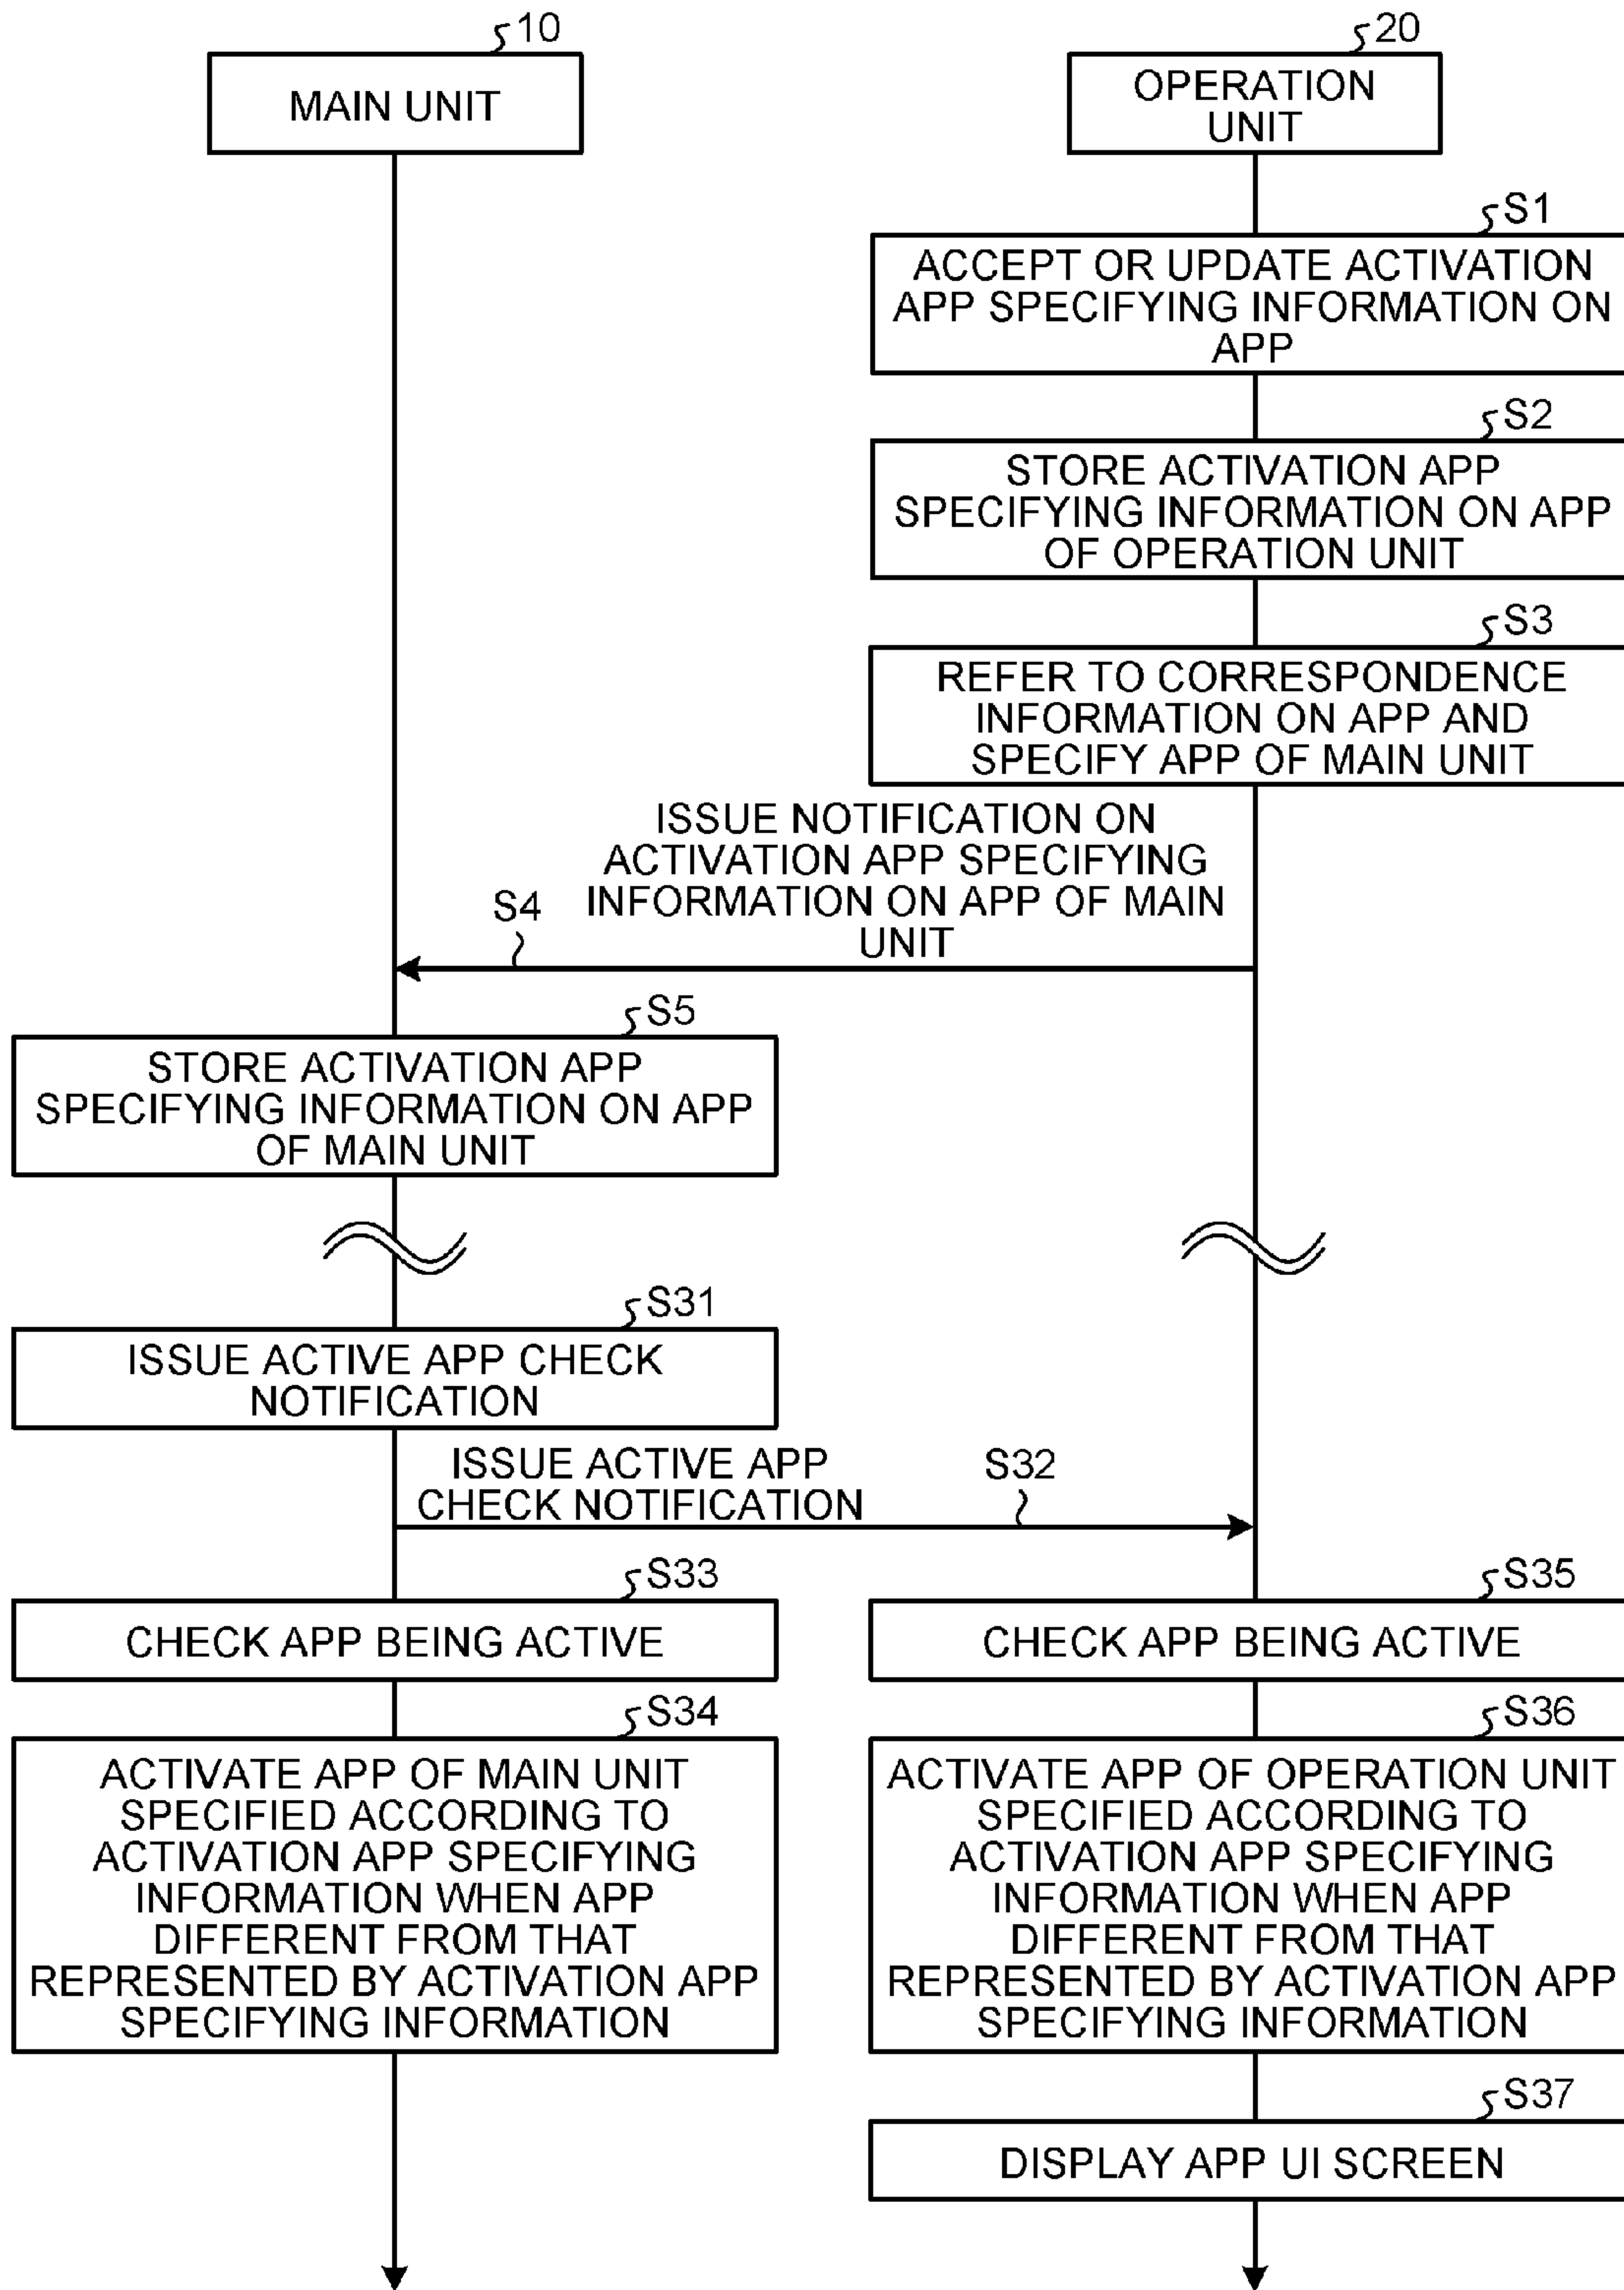 10
MAIN UNIT
20
OPERATION
UNIT
S1
ACCEPT OR UPDATE ACTIVATION
APP SPECIFYING INFORMATION ON
APP
S2
STORE ACTIVATION APP
SPECIFYING INFORMATION ON APP
OF OPERATION UNIT
S3
REFER TO CORRESPONDENCE
INFORMATION ON APP AND
SPECIFY APP OF MAIN UNIT
ISSUE NOTIFICATION ON
ACTIVATION APP SPECIFYING
INFORMATION ON APP OF MAIN
UNIT
S4
S5
STORE ACTIVATION APP
SPECIFYING INFORMATION ON APP
OF MAIN UNIT
S31
ISSUE ACTIVE APP CHECK
NOTIFICATION
ISSUE ACTIVE APP
CHECK NOTIFICATION
S32
S33
CHECK APP BEING ACTIVE
S35
CHECK APP BEING ACTIVE
S34
ACTIVATE APP OF MAIN UNIT
SPECIFIED ACCORDING TO
ACTIVATION APP SPECIFYING
INFORMATION WHEN APP
DIFFERENT FROM THAT
REPRESENTED BY ACTIVATION APP
SPECIFYING INFORMATION
S36
ACTIVATE APP OF OPERATION UNIT
SPECIFIED ACCORDING TO
ACTIVATION APP SPECIFYING
INFORMATION WHEN APP
DIFFERENT FROM THAT
REPRESENTED BY ACTIVATION APP
SPECIFYING INFORMATION
S37
DISPLAY APP UI SCREEN